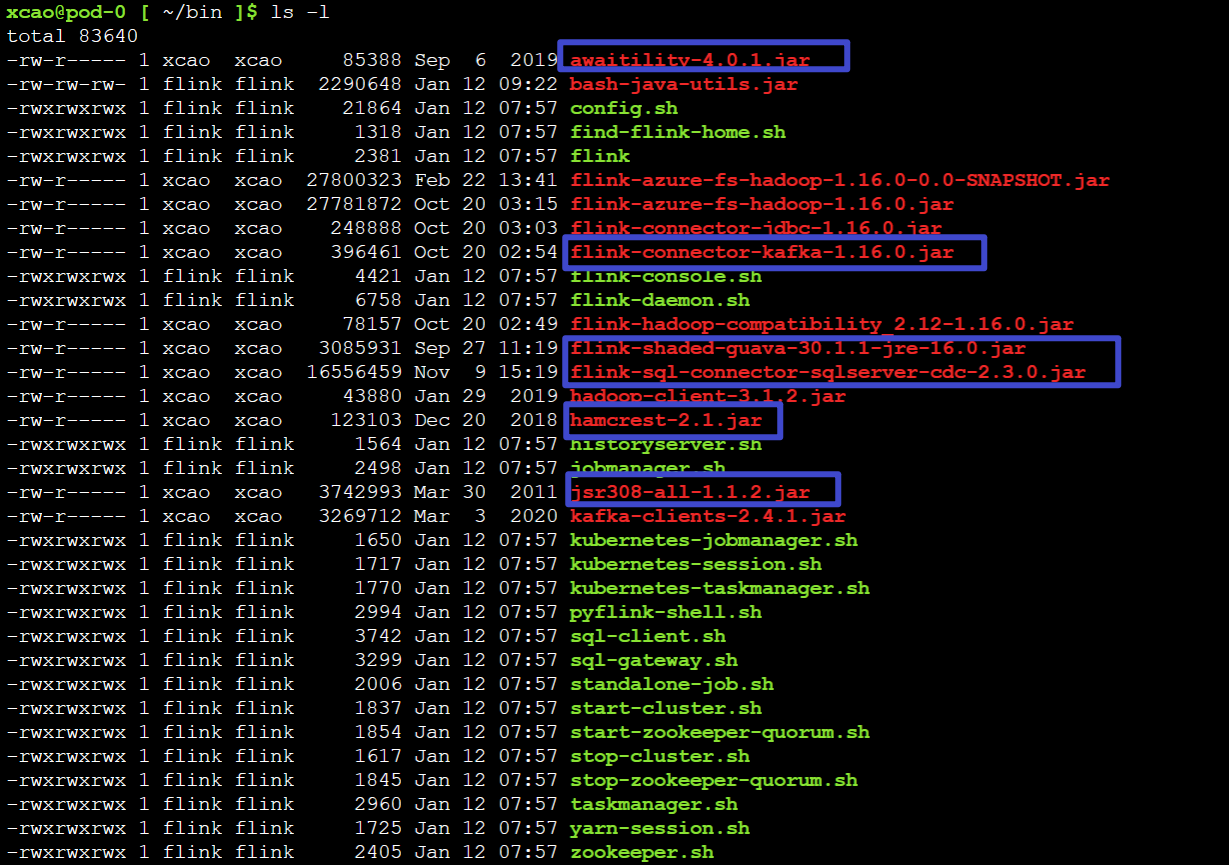 xcao@pod-0 [ ~/bin ]$ ls -l
total 83640
-rw-r----- 1 xcao  xcao     85388 Sep  6  2019 awaitility-4.0.1.jar
-rw-rw-rw- 1 flink flink  2290648 Jan 12 09:22 bash-java-utils.jar
-rwxrwxrwx 1 flink flink    21864 Jan 12 07:57 config.sh
-rwxrwxrwx 1 flink flink     1318 Jan 12 07:57 find-flink-home.sh
-rwxrwxrwx 1 flink flink     2381 Jan 12 07:57 flink
-rw-r----- 1 xcao  xcao  27800323 Feb 22 13:41 flink-azure-fs-hadoop-1.16.0-0.0-SNAPSHOT.jar
-rw-r----- 1 xcao  xcao  27781872 Oct 20 03:15 flink-azure-fs-hadoop-1.16.0.jar
-rw-r----- 1 xcao  xcao    248888 Oct 20 03:03 flink-connector-jdbc-1.16.0.jar
-rw-r----- 1 xcao  xcao    396461 Oct 20 02:54 flink-connector-kafka-1.16.0.jar
-rwxrwxrwx 1 flink flink     4421 Jan 12 07:57 flink-console.sh
-rwxrwxrwx 1 flink flink     6758 Jan 12 07:57 flink-daemon.sh
-rw-r----- 1 xcao  xcao     78157 Oct 20 02:49 flink-hadoop-compatibility_2.12-1.16.0.jar
-rw-r----- 1 xcao  xcao   3085931 Sep 27 11:19 flink-shaded-guava-30.1.1-jre-16.0.jar
-rw-r----- 1 xcao  xcao  16556459 Nov  9 15:19 flink-sql-connector-sqlserver-cdc-2.3.0.jar
-rw-r----- 1 xcao  xcao     43880 Jan 29  2019 hadoop-client-3.1.2.jar
-rw-r----- 1 xcao  xcao    123103 Dec 20  2018 hamcrest-2.1.jar
-rwxrwxrwx 1 flink flink     1564 Jan 12 07:57 historyserver.sh
-rwxrwxrwx 1 flink flink     2498 Jan 12 07:57 jobmanager.sh
-rw-r----- 1 xcao  xcao   3742993 Mar 30  2011 jsr308-all-1.1.2.jar
-rw-r----- 1 xcao  xcao   3269712 Mar  3  2020 kafka-clients-2.4.1.jar
-rwxrwxrwx 1 flink flink     1650 Jan 12 07:57 kubernetes-jobmanager.sh
-rwxrwxrwx 1 flink flink     1717 Jan 12 07:57 kubernetes-session.sh
-rwxrwxrwx 1 flink flink     1770 Jan 12 07:57 kubernetes-taskmanager.sh
-rwxrwxrwx 1 flink flink     2994 Jan 12 07:57 pyflink-shell.sh
-rwxrwxrwx 1 flink flink     3742 Jan 12 07:57 sql-client.sh
-rwxrwxrwx 1 flink flink     3299 Jan 12 07:57 sql-gateway.sh
-rwxrwxrwx 1 flink flink     2006 Jan 12 07:57 standalone-job.sh
-rwxrwxrwx 1 flink flink     1837 Jan 12 07:57 start-cluster.sh
-rwxrwxrwx 1 flink flink     1854 Jan 12 07:57 start-zookeeper-quorum.sh
-rwxrwxrwx 1 flink flink     1617 Jan 12 07:57 stop-cluster.sh
-rwxrwxrwx 1 flink flink     1845 Jan 12 07:57 stop-zookeeper-quorum.sh
-rwxrwxrwx 1 flink flink     2960 Jan 12 07:57 taskmanager.sh
-rwxrwxrwx 1 flink flink     1725 Jan 12 07:57 yarn-session.sh
-rwxrwxrwx 1 flink flink     2405 Jan 12 07:57 zookeeper.sh